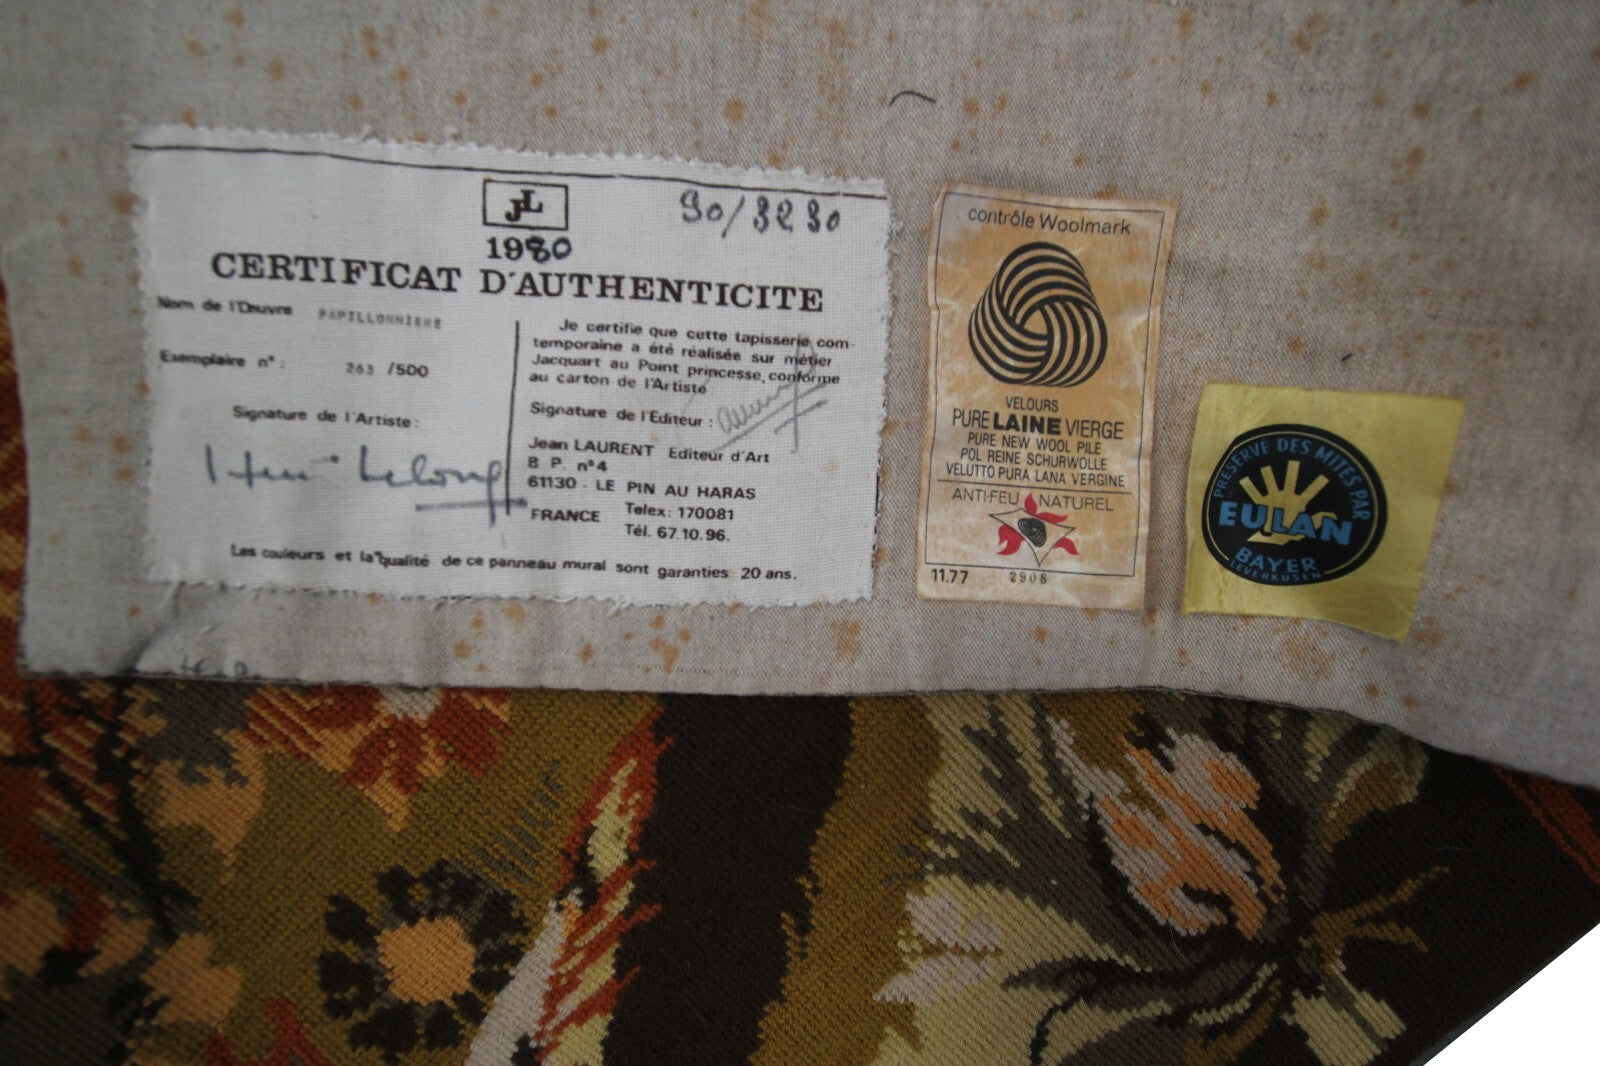 JL
90/3230
1980
CERTIFICAT D'AUTHENTICITE
Nom de l'Œuvre PAPILLONNIERE
Exemplaire n°: 263 /500
Signature de l'Artiste:
Henri Lelong
Je certifie que cette tapisserie con-
temporaine a été réalisée sur métier
Jacquart au Point princesse, conforme
au carton de l'Artiste
Signature de l'Editeur :
Jean LAURENT Editeur d'Art
B P. n°4
61130 - LE PIN AU HARAS
FRANCE Telex: 170081
Tél. 67.10.96.
Les couleurs et la qualité de ce panneau mural sont garanties 20 ans.
contrôle Woolmark
VELOURS
PURE LAINE VIERGE
PURE NEW WOOL PILE
POL REINE SCHURWOLLE
VELUTTO PURA LANA VERGINE
ANTI-FEU NATUREL
11.77 2908
PRESERVE DES MITES PAR
EULAN
BAYER
LEVERKUSEN